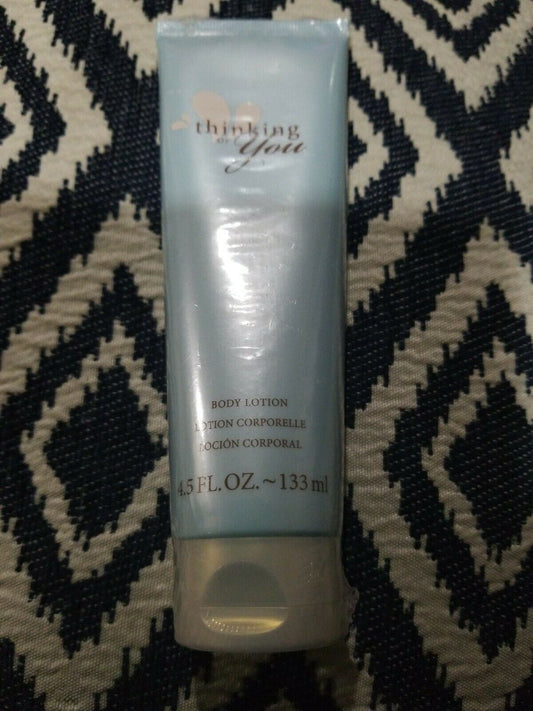 thinking
of
You
BODY LOTION
LOTION CORPORELLE
LOCIÓN CORPORAL
4.5 FL. OZ. ~ 133 ml